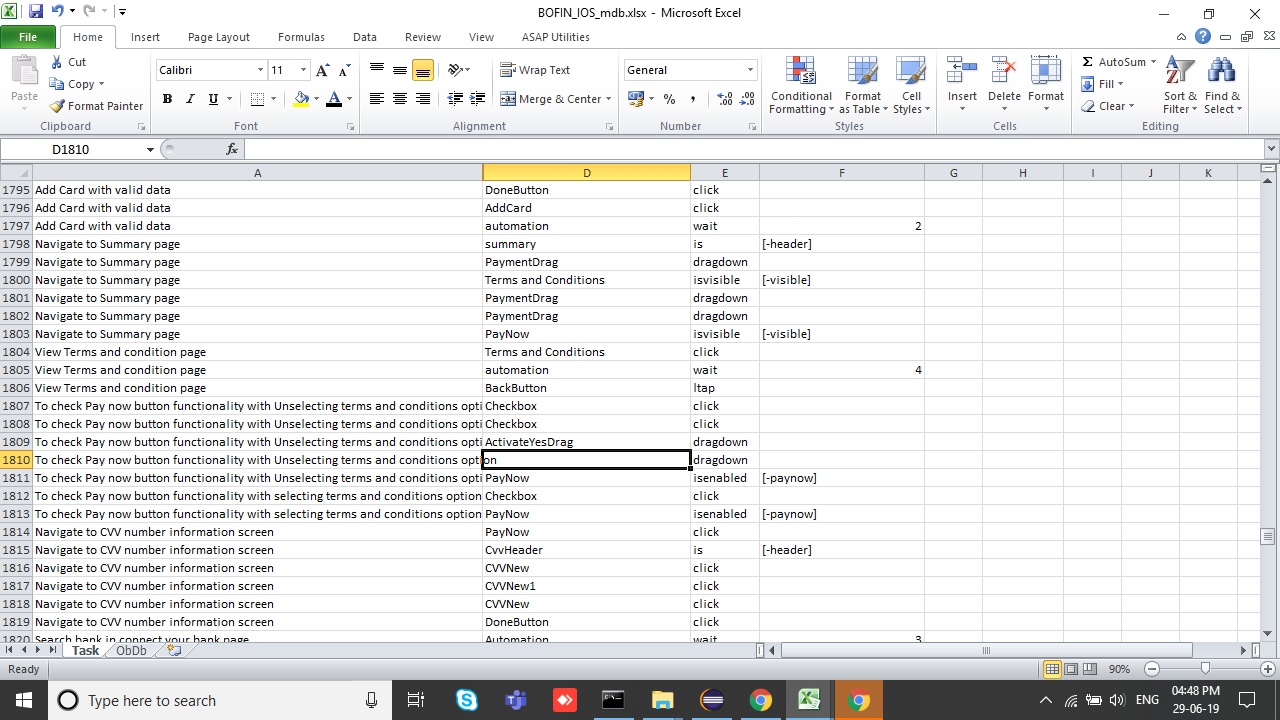 BOFIN_IOS_mdb.xlsx - Microsoft Excel
File Home Insert Page Layout Formulas Data Review View ASAP Utilities
Paste Cut Calibri 11 Wrap Text General Conditional Formatting Format as Table Cell Styles Insert Delete Format AutoSum Sort & Filter Find & Select
Copy Fill
Format Painter B I U A Merge & Center % , Clear
Clipboard Font Alignment Number Styles Cells Editing
D1810 fx
A D E F G H I J K
1795 Add Card with valid data DoneButton click
1796 Add Card with valid data AddCard click
1797 Add Card with valid data automation wait 2
1798 Navigate to Summary page summary is [-header]
1799 Navigate to Summary page PaymentDrag dragdown
1800 Navigate to Summary page Terms and Conditions isvisible [-visible]
1801 Navigate to Summary page PaymentDrag dragdown
1802 Navigate to Summary page PaymentDrag dragdown
1803 Navigate to Summary page PayNow isvisible [-visible]
1804 View Terms and condition page Terms and Conditions click
1805 View Terms and condition page automation wait 4
1806 View Terms and condition page BackButton ltap
1807 To check Pay now button functionality with Unselecting terms and conditions opti Checkbox click
1808 To check Pay now button functionality with Unselecting terms and conditions opti Checkbox click
1809 To check Pay now button functionality with Unselecting terms and conditions opti ActivateYesDrag dragdown
1810 To check Pay now button functionality with Unselecting terms and conditions option dragdown
1811 To check Pay now button functionality with Unselecting terms and conditions opti PayNow isenabled [-paynow]
1812 To check Pay now button functionality with selecting terms and conditions option Checkbox click
1813 To check Pay now button functionality with selecting terms and conditions option PayNow isenabled [-paynow]
1814 Navigate to CVV number information screen PayNow click
1815 Navigate to CVV number information screen CvvHeader is [-header]
1816 Navigate to CVV number information screen CVVNew click
1817 Navigate to CVV number information screen CVVNew1 click
1818 Navigate to CVV number information screen CVVNew click
1819 Navigate to CVV number information screen DoneButton click
1820 Search bank in connect your bank page Automation wait 3
Task ObDb
Ready 90%
Type here to search ENG 04:48 PM
29-06-19